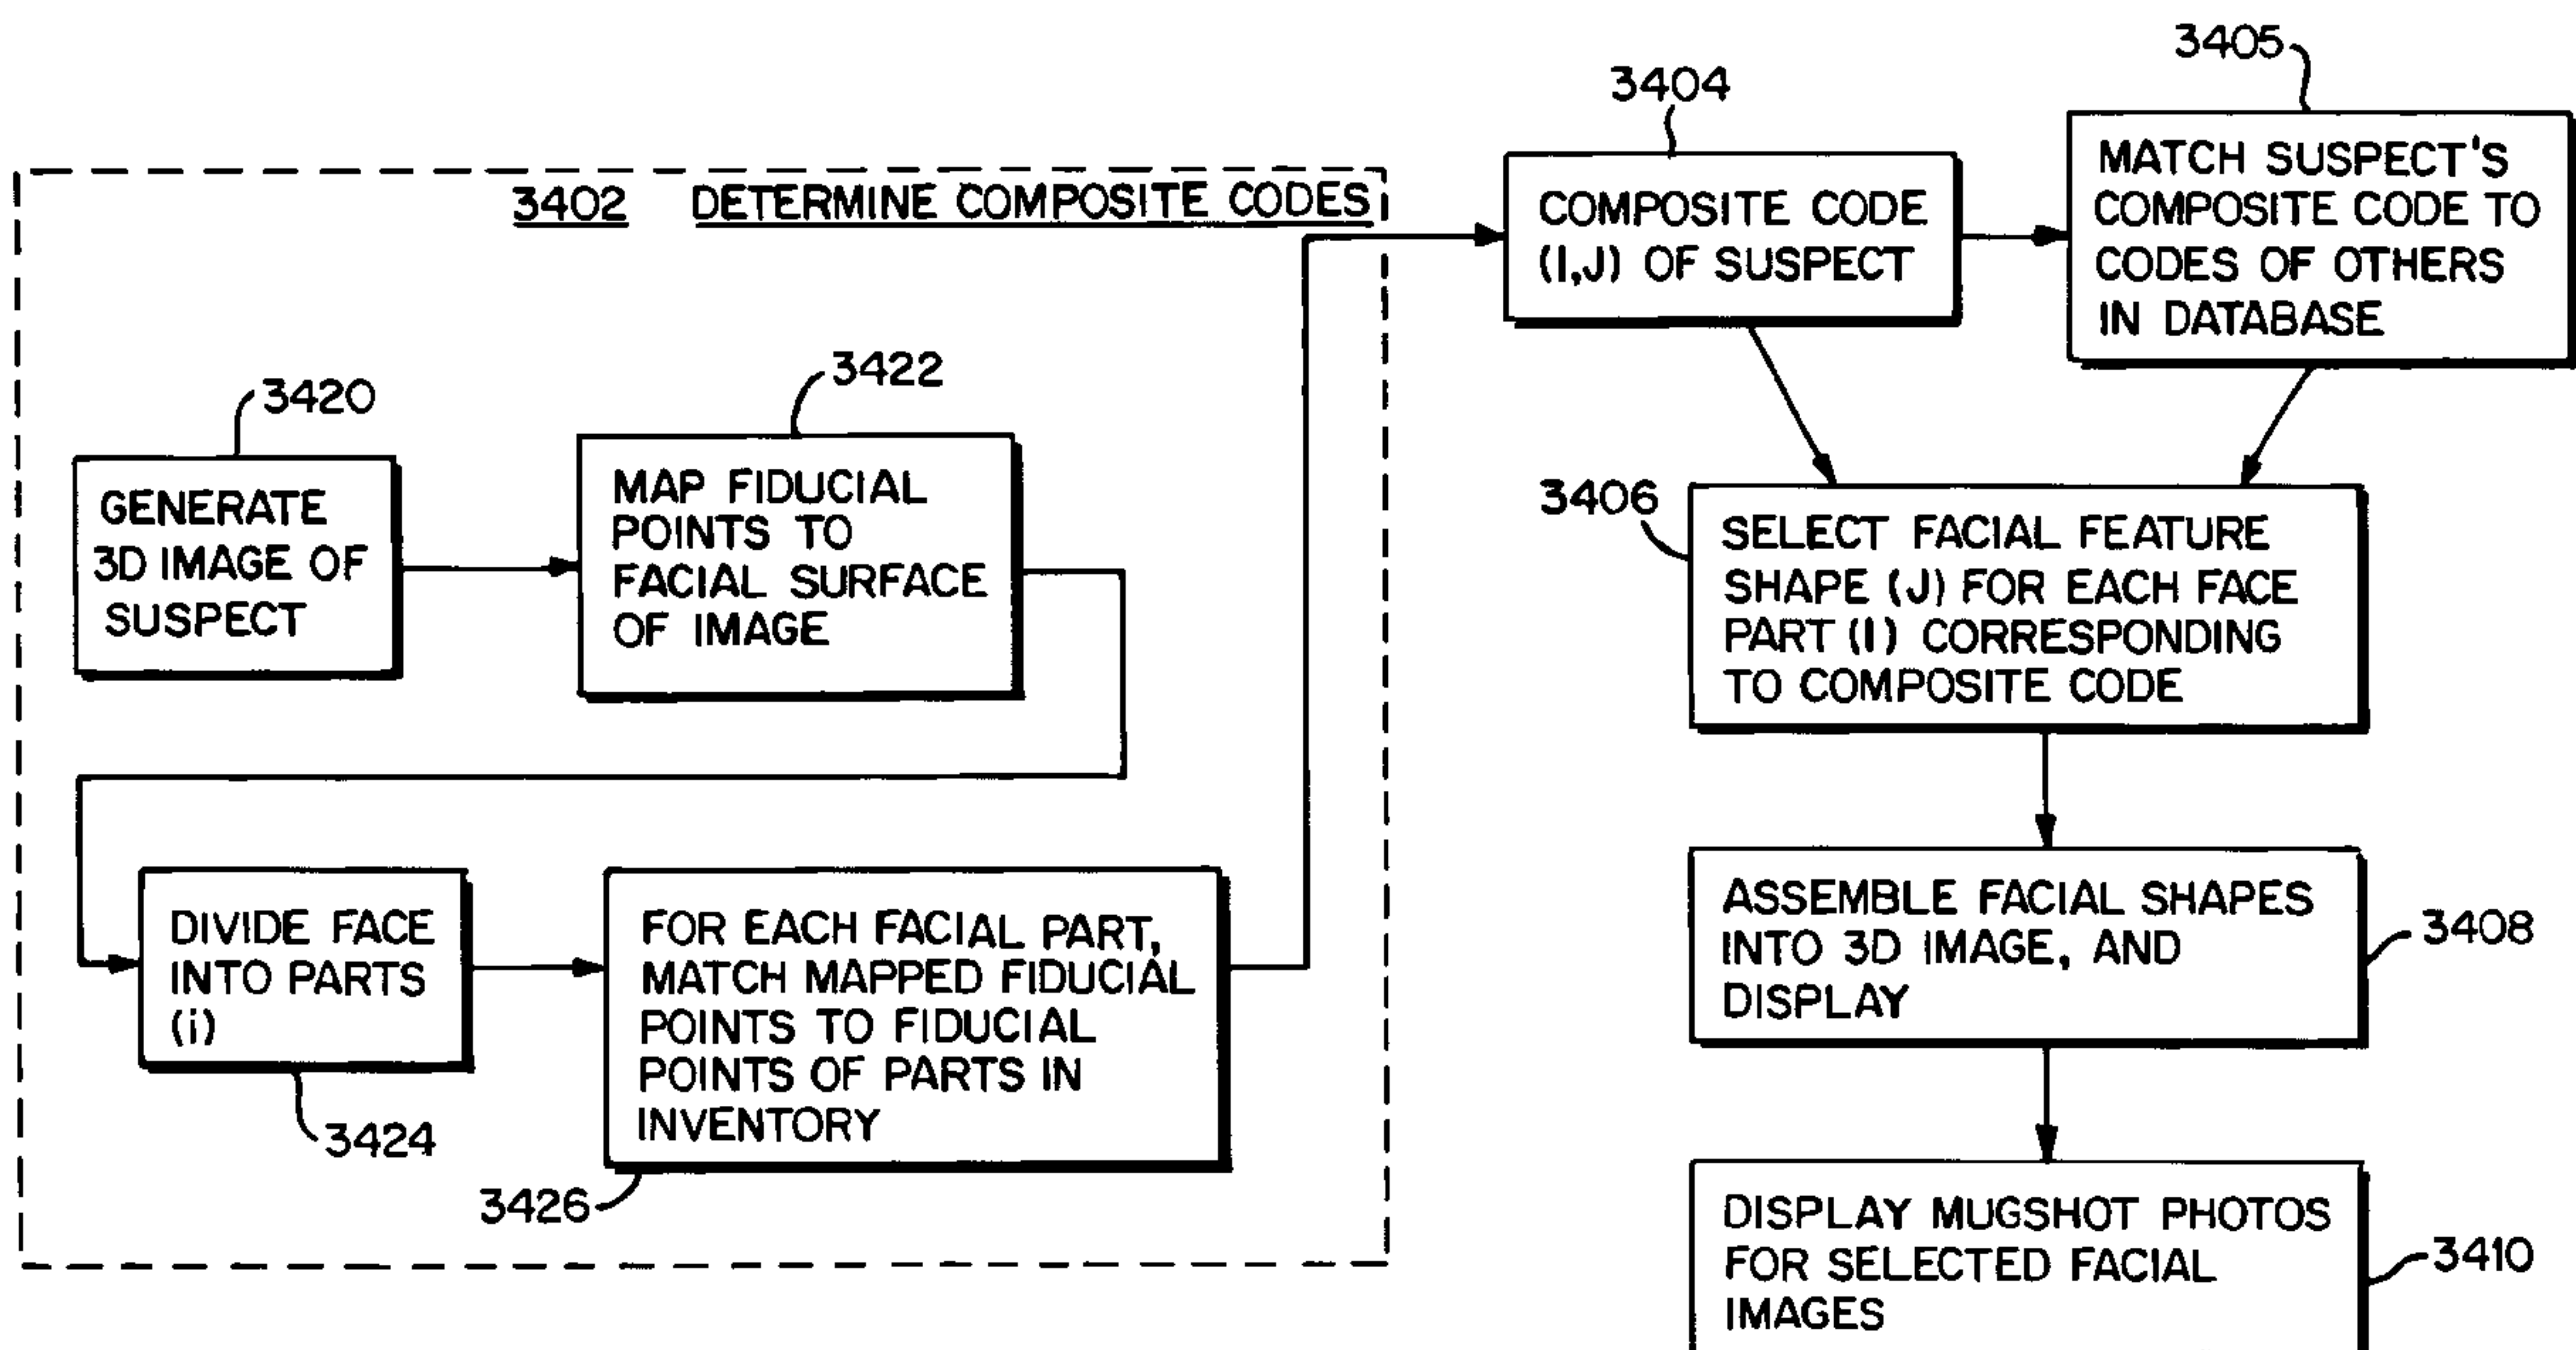 3402 DETERMINE COMPOSITE CODES
3420
GENERATE
3D IMAGE OF
SUSPECT
3422
MAP FIDUCIAL
POINTS TO
FACIAL SURFACE
OF IMAGE
DIVIDE FACE
INTO PARTS
(i)
3424
FOR EACH FACIAL PART,
MATCH MAPPED FIDUCIAL
POINTS TO FIDUCIAL
POINTS OF PARTS IN
INVENTORY
3426
3404
COMPOSITE CODE
(I,J) OF SUSPECT
3405
MATCH SUSPECT'S
COMPOSITE CODE TO
CODES OF OTHERS
IN DATABASE
3406
SELECT FACIAL FEATURE
SHAPE (J) FOR EACH FACE
PART (I) CORRESPONDING
TO COMPOSITE CODE
ASSEMBLE FACIAL SHAPES
INTO 3D IMAGE, AND
DISPLAY
3408
DISPLAY MUGSHOT PHOTOS
FOR SELECTED FACIAL
IMAGES
3410